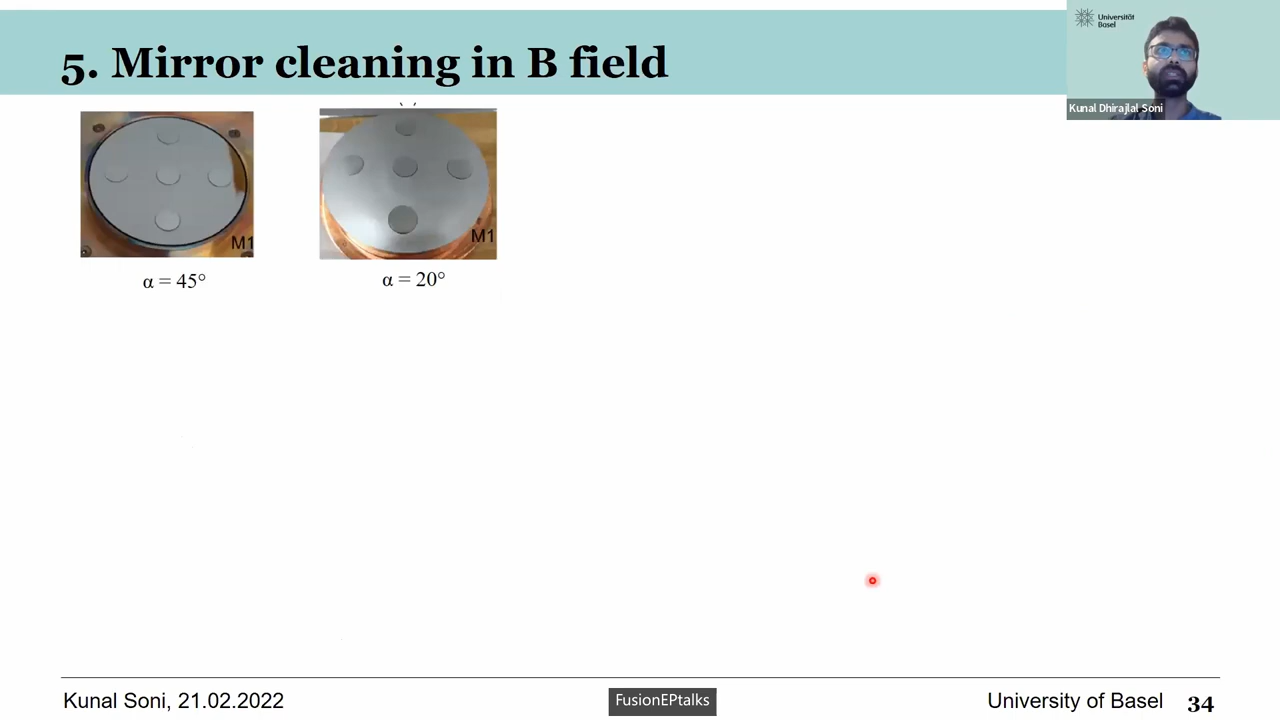 5. Mirror cleaning in B field
Universität
Basel
Kunal Dhirajlal Soni
M1
M1
α = 45°
α = 20°
Kunal Soni, 21.02.2022
FusionEPtalks
University of Basel
34